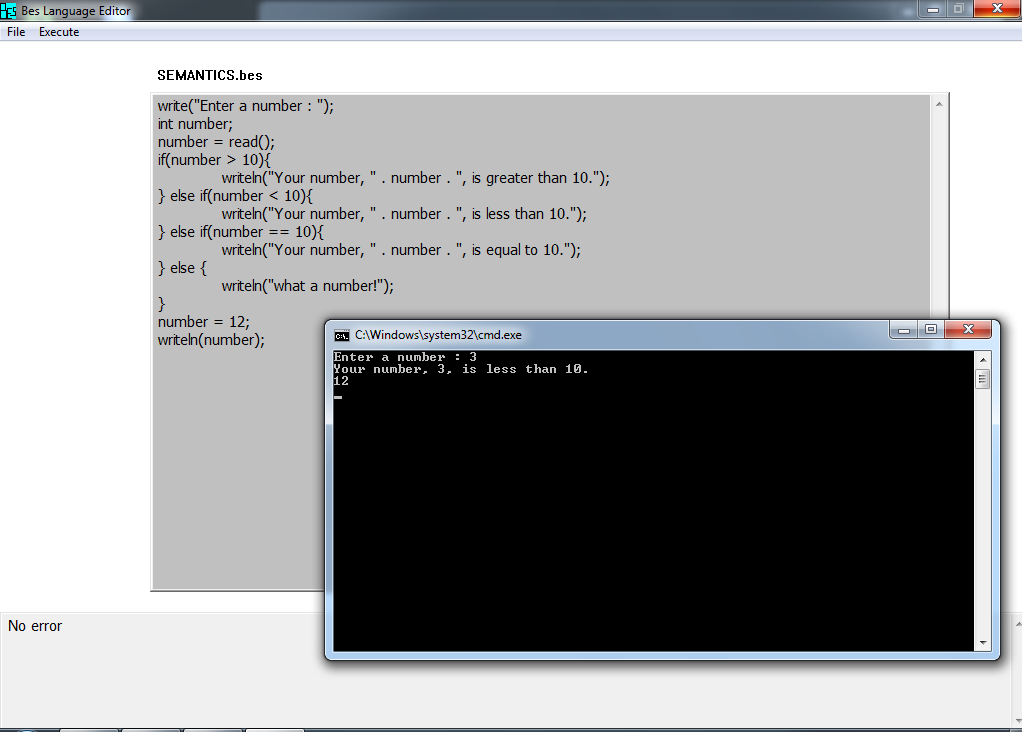 Bes Language Editor
File Execute
SEMANTICS.bes
write("Enter a number : ");
int number;
number = read();
if(number > 10){
writeln("Your number, " . number . ", is greater than 10.");
} else if(number < 10){
writeln("Your number, " . number . ", is less than 10.");
} else if(number == 10){
writeln("Your number, " . number . ", is equal to 10.");
} else {
writeln("what a number!");
}
number = 12;
writeln(number);
C:\Windows\system32\cmd.exe
Enter a number : 3
Your number, 3, is less than 10.
12
No error